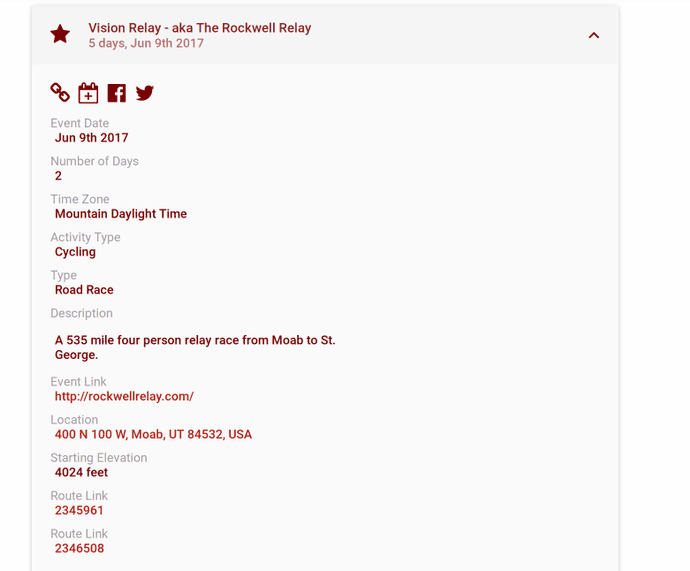 Vision Relay - aka The Rockwell Relay
5 days, Jun 9th 2017
Event Date
Jun 9th 2017
Number of Days
2
Time Zone
Mountain Daylight Time
Activity Type
Cycling
Type
Road Race
Description
A 535 mile four person relay race from Moab to St.
George.
Event Link
http://rockwellrelay.com/
Location
400 N 100 W, Moab, UT 84532, USA
Starting Elevation
4024 feet
Route Link
2345961
Route Link
2346508